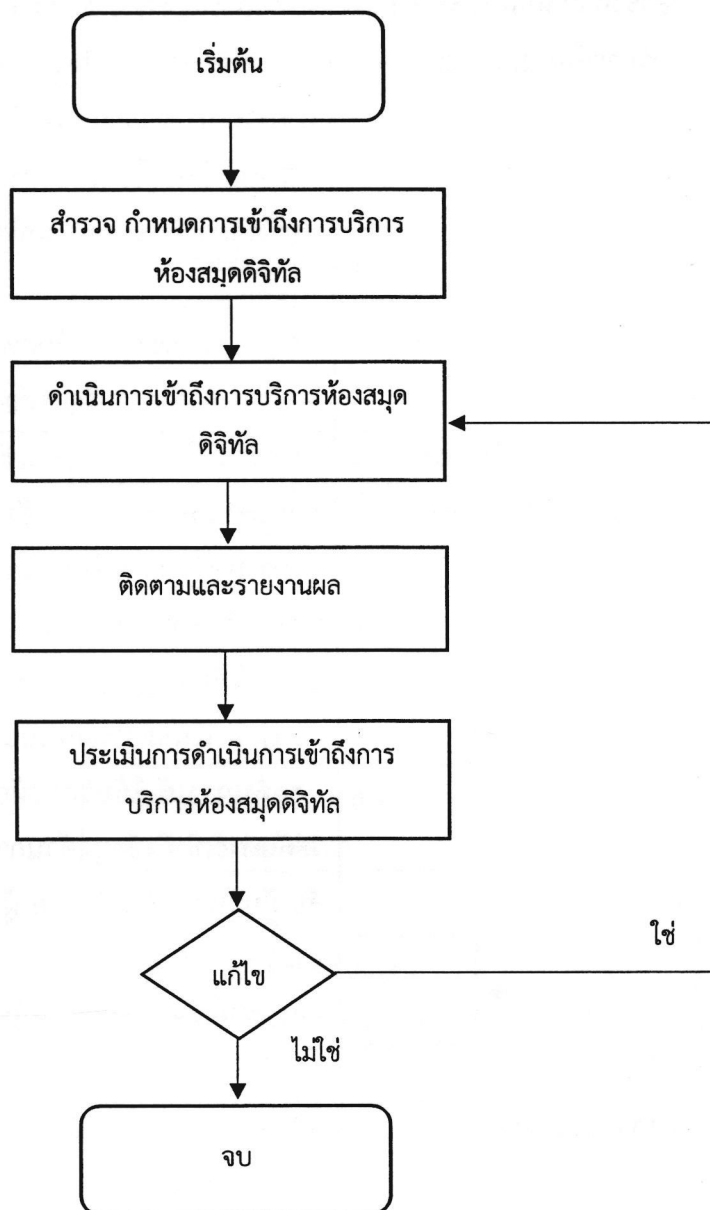 เริ่มต้น
สำรวจ กำหนดการเข้าถึงการบริการ
ห้องสมุดดิจิทัล
ดำเนินการเข้าถึงการบริการห้องสมุด
ดิจิทัล
ติดตามและรายงานผล
ประเมินการดำเนินการเข้าถึงการ
บริการห้องสมุดดิจิทัล
ใช่
แก้ไข
ไม่ใช่
จบ